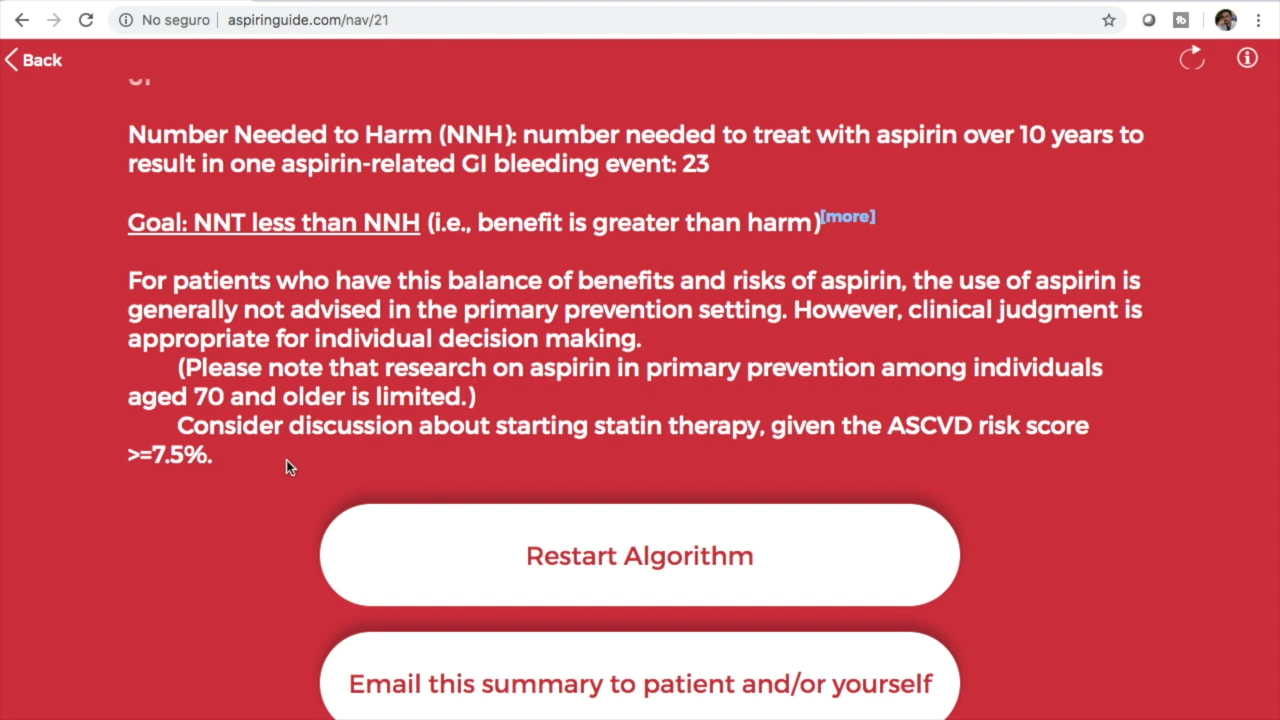 No seguro
aspiringuide.com/nav/21
Back
Number Needed to Harm (NNH): number needed to treat with aspirin over 10 years to
result in one aspirin-related GI bleeding event: 23
Goal: NNT less than NNH (i.e., benefit is greater than harm)[more]
For patients who have this balance of benefits and risks of aspirin, the use of aspirin is
generally not advised in the primary prevention setting. However, clinical judgment is
appropriate for individual decision making.
(Please note that research on aspirin in primary prevention among individuals
aged 70 and older is limited.)
Consider discussion about starting statin therapy, given the ASCVD risk score
>=7.5%.
Restart Algorithm
Email this summary to patient and/or yourself